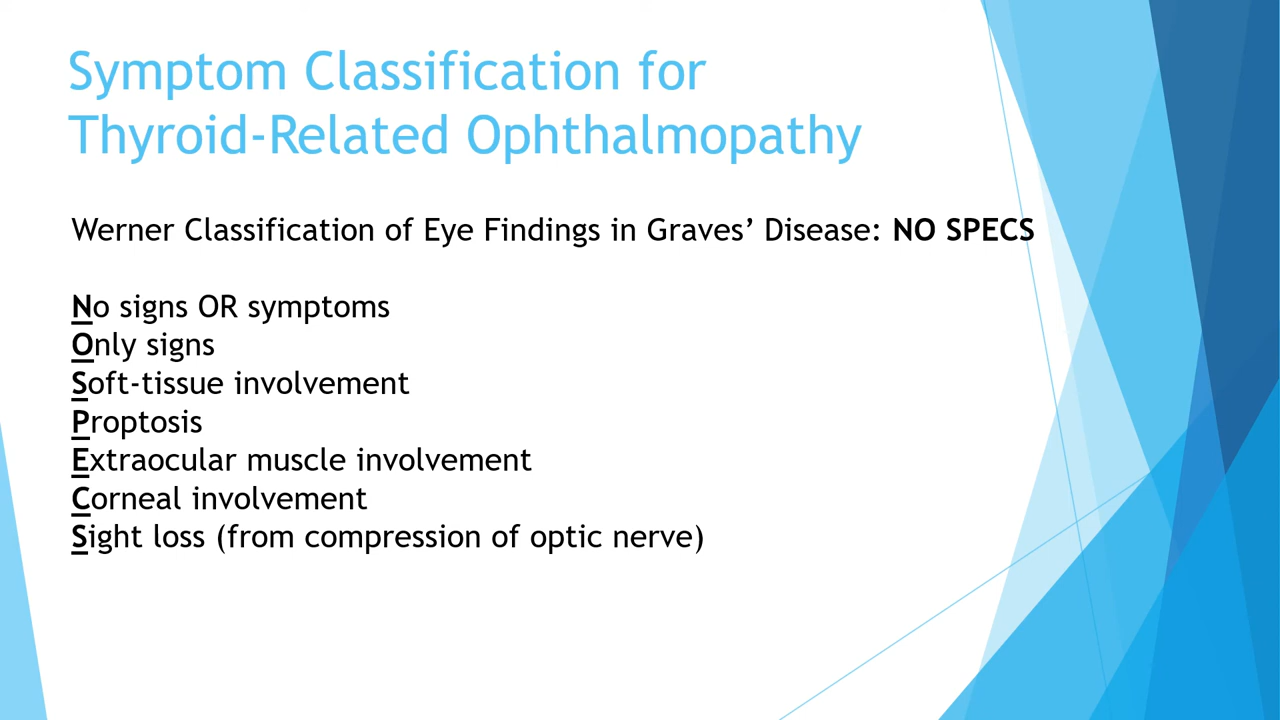 Symptom Classification for
Thyroid-Related Ophthalmopathy
Werner Classification of Eye Findings in Graves’ Disease: NO SPECS
No signs OR symptoms
Only signs
Soft-tissue involvement
Proptosis
Extraocular muscle involvement
Corneal involvement
Sight loss (from compression of optic nerve)